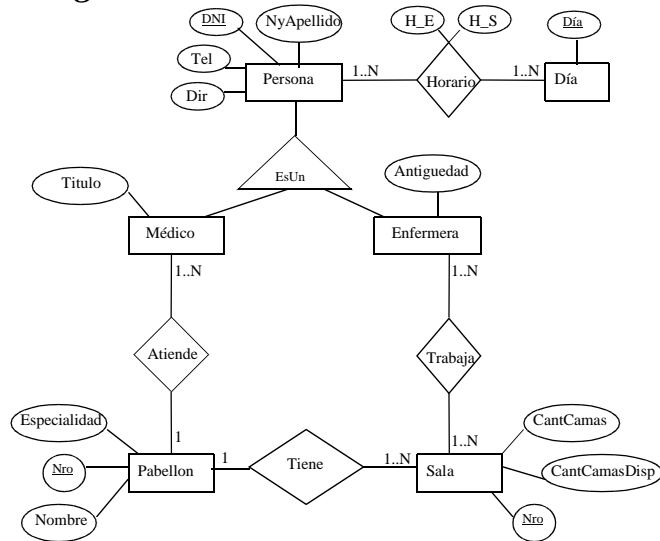 DNI
NyApellido
H_E
H_S
Día
Tel
Persona
1..N
Horario
1..N
Día
Dir
EsUn
Titulo
Antiguedad
Médico
Enfermera
1..N
1..N
Atiende
Trabaja
Especialidad
1
1..N
CantCamas
Nro
Pabellon
1
Tiene
1..N
Sala
CantCamasDisp
Nombre
Nro